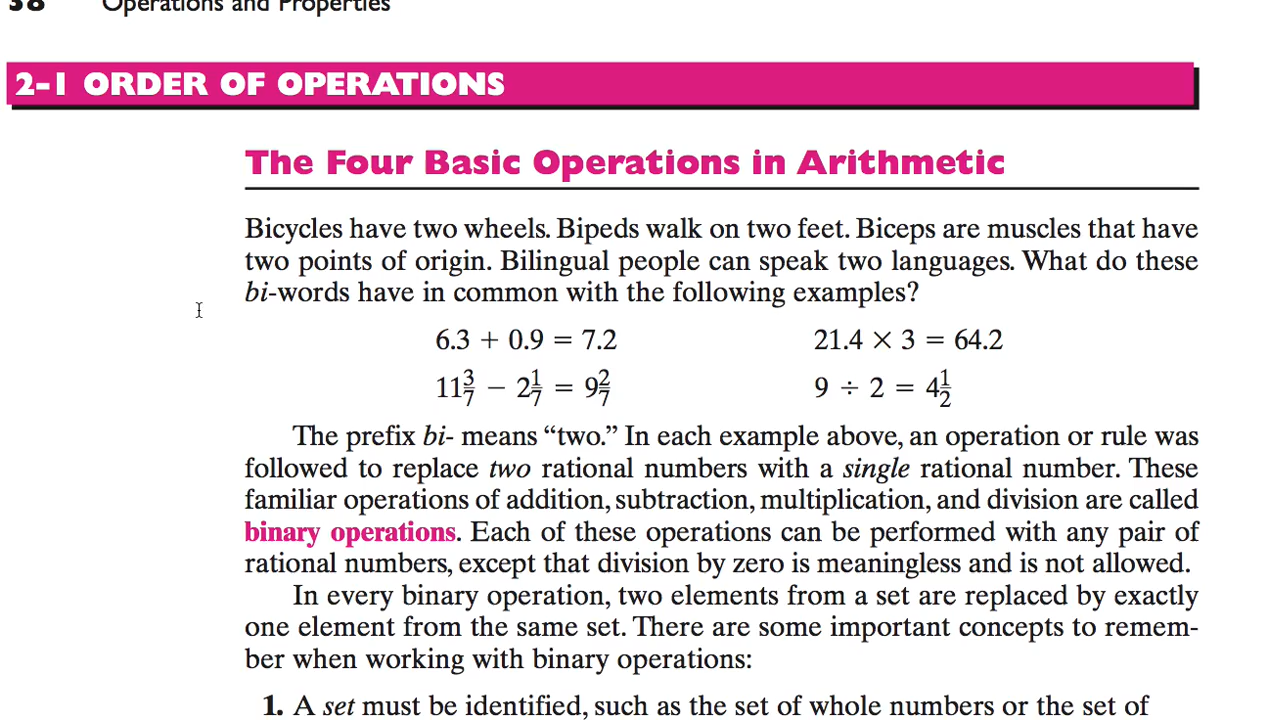 38 Operations and Properties
2-1 ORDER OF OPERATIONS
The Four Basic Operations in Arithmetic
Bicycles have two wheels. Bipeds walk on two feet. Biceps are muscles that have
two points of origin. Bilingual people can speak two languages. What do these
bi-words have in common with the following examples?
6.3 + 0.9 = 7.2 21.4 × 3 = 64.2
11 3/7 − 2 1/7 = 9 2/7 9 ÷ 2 = 4 1/2
The prefix bi- means “two.” In each example above, an operation or rule was
followed to replace two rational numbers with a single rational number. These
familiar operations of addition, subtraction, multiplication, and division are called
binary operations. Each of these operations can be performed with any pair of
rational numbers, except that division by zero is meaningless and is not allowed.
In every binary operation, two elements from a set are replaced by exactly
one element from the same set. There are some important concepts to remem-
ber when working with binary operations:
1. A set must be identified, such as the set of whole numbers or the set of